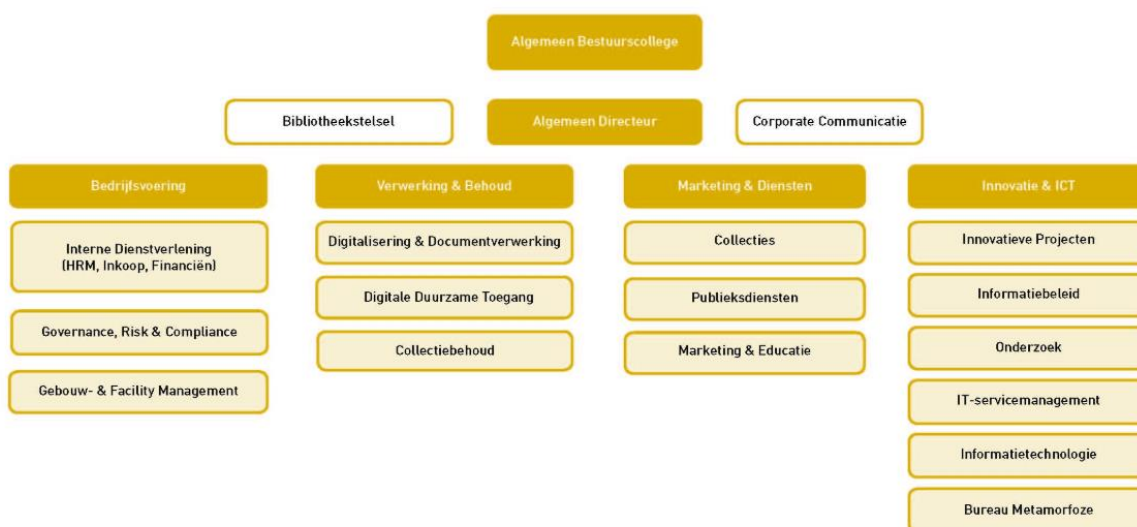 Algemeen Bestuurscollege
Bibliotheekstelsel
Algemeen Directeur
Corporate Communicatie
Bedrijfsvoering
Interne Dienstverlening
(HRM, Inkoop, Financiën)
Governance, Risk & Compliance
Gebouw- & Facility Management
Verwerking & Behoud
Digitalisering & Documentverwerking
Digitale Duurzame Toegang
Collectiebehoud
Marketing & Diensten
Collecties
Publieksdiensten
Marketing & Educatie
Innovatie & ICT
Innovatieve Projecten
Informatiebeleid
Onderzoek
IT-servicemanagement
Informatietechnologie
Bureau Metamorfoze